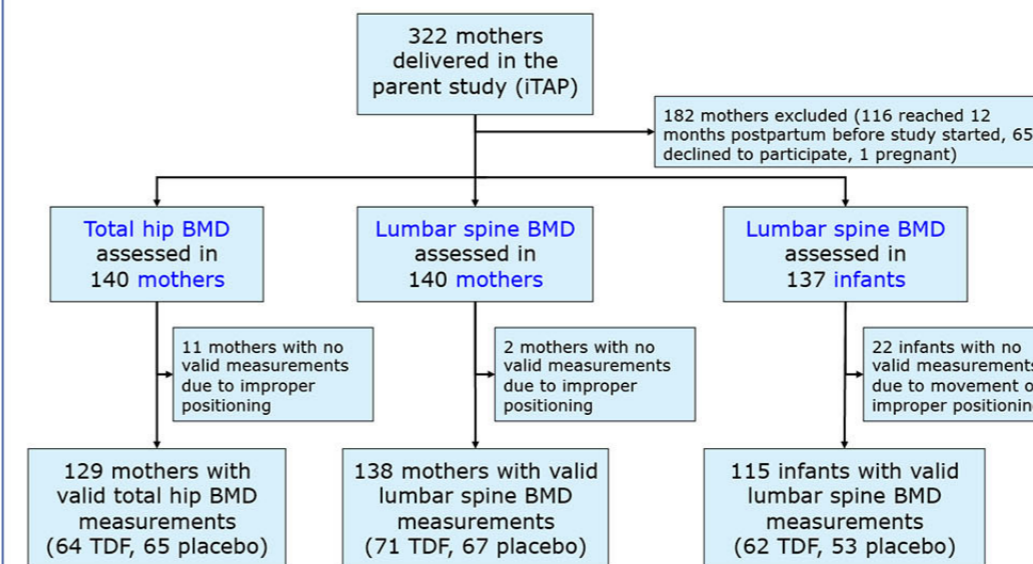 322 mothers
delivered in the
parent study (iTAP)
182 mothers excluded (116 reached 12
months postpartum before study started, 65
declined to participate, 1 pregnant)
Total hip BMD
assessed in
140 mothers
Lumbar spine BMD
assessed in
140 mothers
Lumbar spine BMD
assessed in
137 infants
11 mothers with no
valid measurements
due to improper
positioning
2 mothers with no
valid measurements
due to improper
positioning
22 infants with no
valid measurements
due to movement o
improper positioning
129 mothers with
valid total hip BMD
measurements
(64 TDF, 65 placebo)
138 mothers with valid
lumbar spine BMD
measurements
(71 TDF, 67 placebo)
115 infants with valid
lumbar spine BMD
measurements
(62 TDF, 53 placebo)